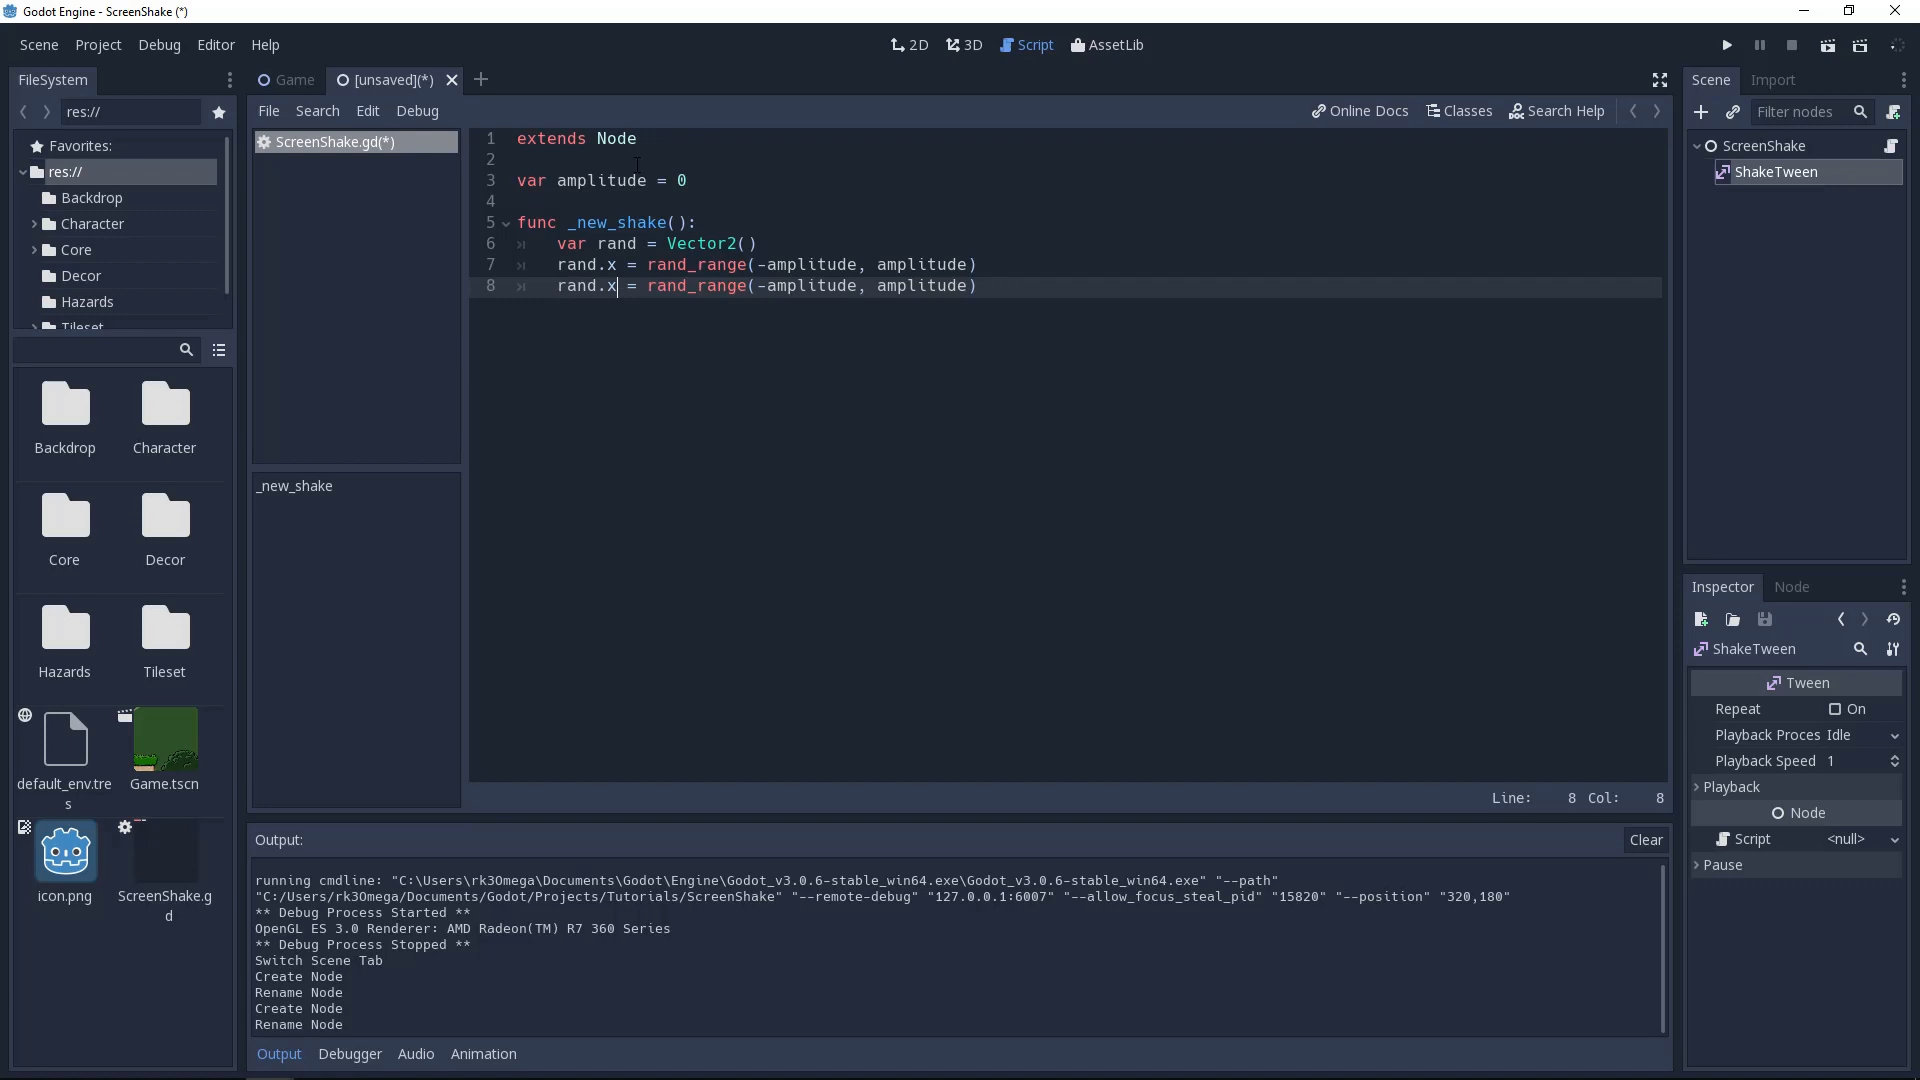 Godot Engine - ScreenShake (*)
Scene Project Debug Editor Help
2D 3D Script AssetLib
FileSystem
res://
Favorites:
res://
Backdrop
Character
Core
Decor
Hazards
Tileset
Backdrop Character
Core Decor
Hazards Tileset
default_env.tre
s
Game.tscn
icon.png
ScreenShake.g
d
Game [unsaved](*)
File Search Edit Debug
Online Docs Classes Search Help
ScreenShake.gd(*)
_new_shake
1 extends Node
2
3 var amplitude = 0
4
5 func _new_shake():
6 var rand = Vector2()
7 rand.x = rand_range(-amplitude, amplitude)
8 rand.x = rand_range(-amplitude, amplitude)
Line: 8 Col: 8
Output:
Clear
running cmdline: "C:\Users\rk3Omega\Documents\Godot\Engine\Godot_v3.0.6-stable_win64.exe\Godot_v3.0.6-stable_win64.exe" "--path"
"C:/Users/rk3Omega/Documents/Godot/Projects/Tutorials/ScreenShake" "--remote-debug" "127.0.0.1:6007" "--allow_focus_steal_pid" "15820" "--position" "320,180"
** Debug Process Started **
OpenGL ES 3.0 Renderer: AMD Radeon(TM) R7 360 Series
** Debug Process Stopped **
Switch Scene Tab
Create Node
Rename Node
Create Node
Rename Node
Output Debugger Audio Animation
Scene Import
Filter nodes
ScreenShake
ShakeTween
Inspector Node
ShakeTween
Tween
Repeat On
Playback Proces Idle
Playback Speed 1
Playback
Node
Script <null>
Pause